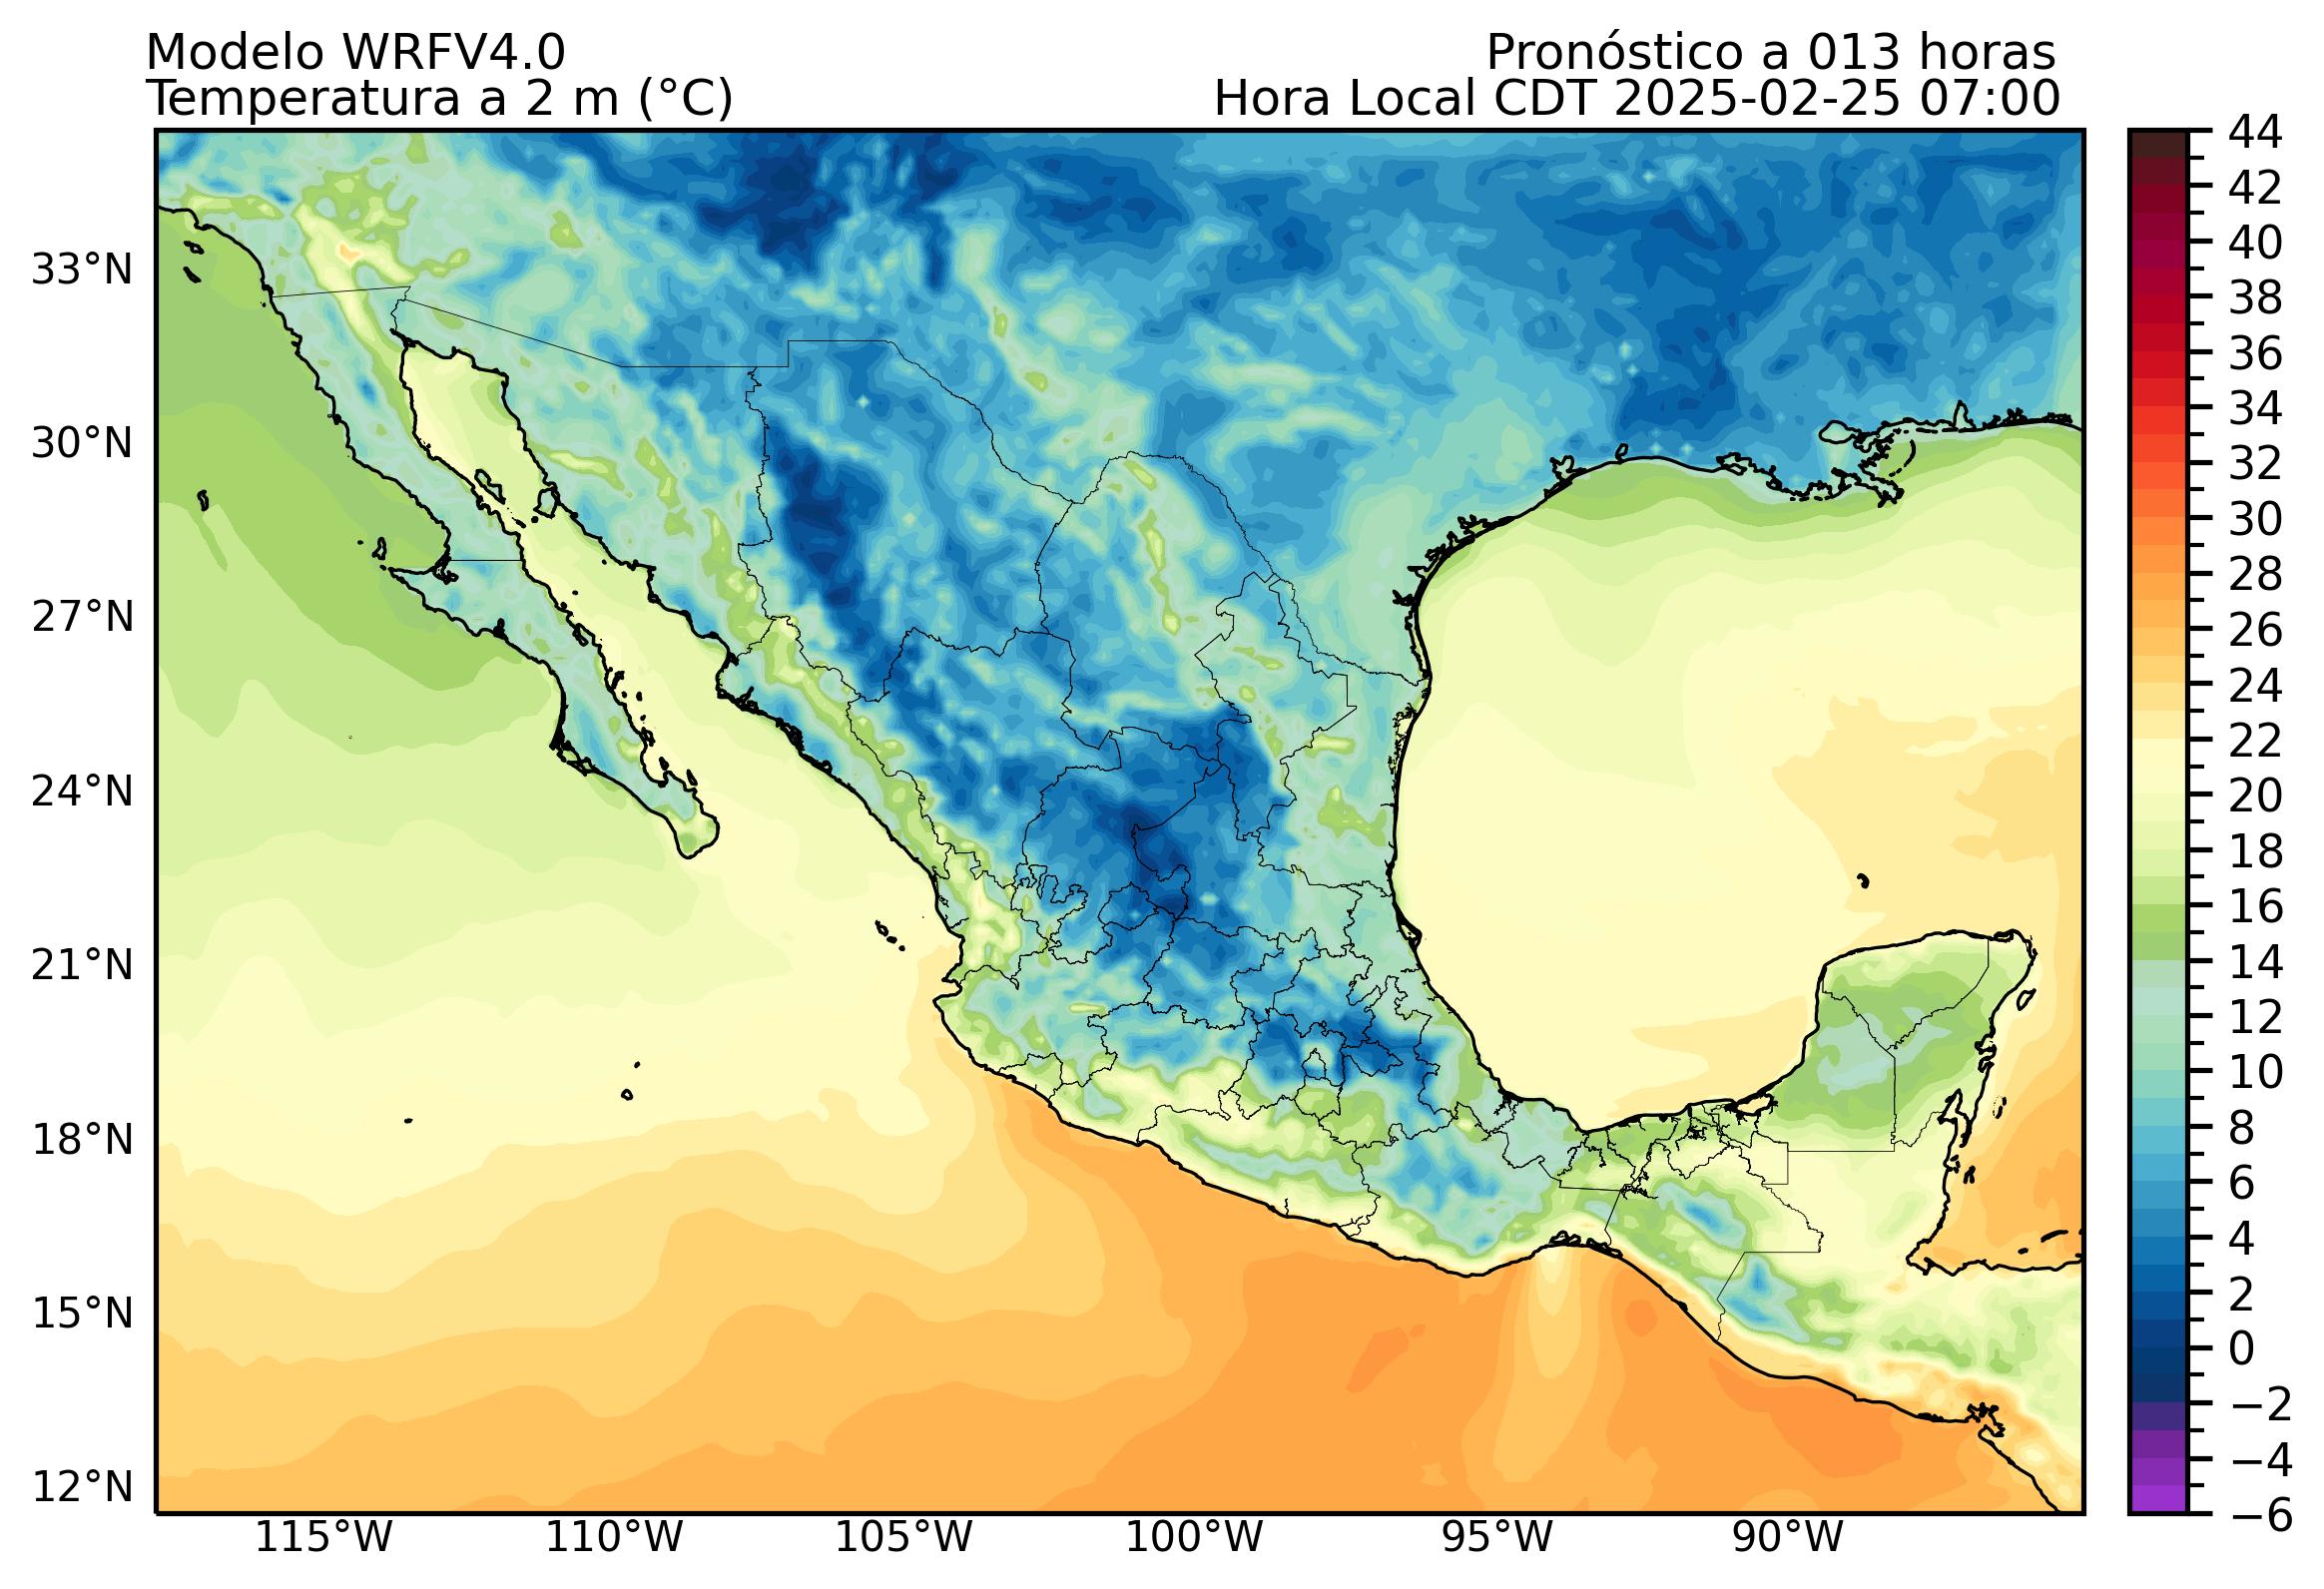 Modelo WRFV4.0
Pronóstico a 013 horas
Temperatura a 2 m (°C)
Hora Local CDT 2025-02-25 07:00
33°N
30°N
27°N
24°N
21°N
18°N
15°N
12°N
115°W
110°W
105°W
100°W
95°W
90°W
44
42
40
38
36
34
32
30
28
26
24
22
20
18
16
14
12
10
8
6
4
2
0
−2
−4
−6